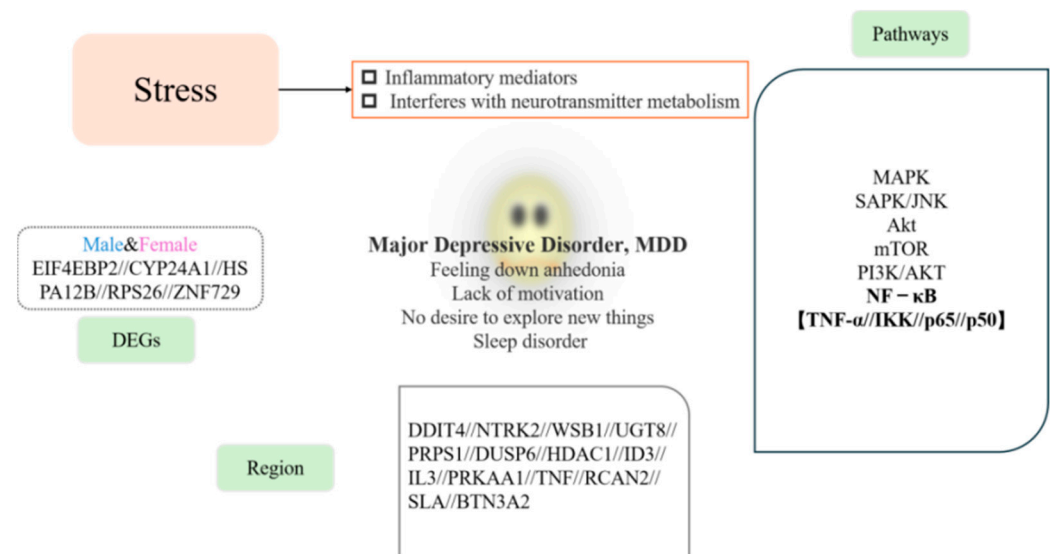 Pathways
Stress
Inflammatory mediators
Interferes with neurotransmitter metabolism
MAPK
SAPK/JNK
Akt
mTOR
PI3K/AKT
NF－κB
【TNF-α//IKK//p65//p50】
Male&Female
EIF4EBP2//CYP24A1//HS
PA12B//RPS26//ZNF729
DEGs
Major Depressive Disorder, MDD
Feeling down anhedonia
Lack of motivation
No desire to explore new things
Sleep disorder
Region
DDIT4//NTRK2//WSB1//UGT8//
PRPS1//DUSP6//HDAC1//ID3//
IL3//PRKAA1//TNF//RCAN2//
SLA//BTN3A2